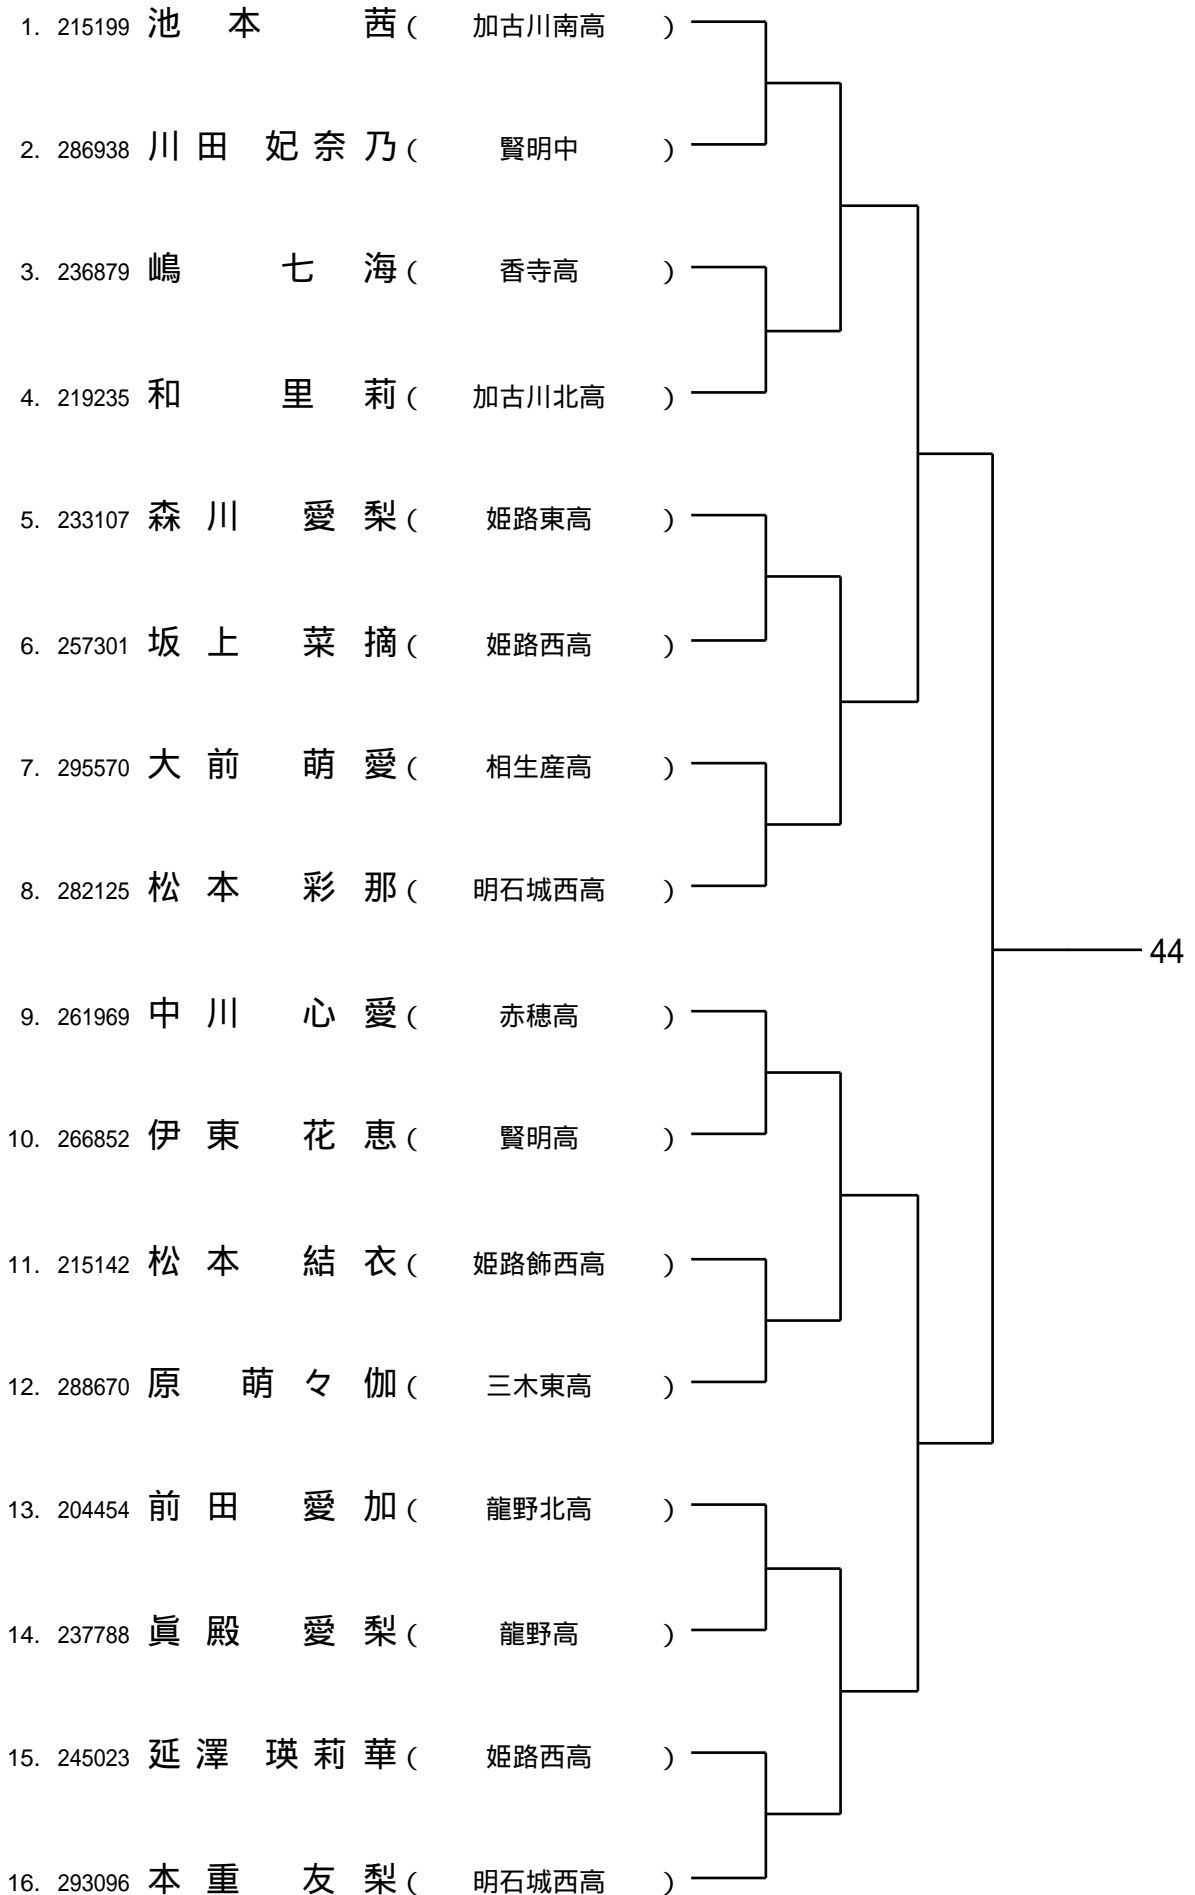 1. 215199 池本 茜 ( 加古川南高 )
2. 286938 川田 妃奈乃 ( 賢明中 )
3. 236879 嶋 七海 ( 香寺高 )
4. 219235 和 里莉 ( 加古川北高 )
5. 233107 森川 愛梨 ( 姫路東高 )
6. 257301 坂上 菜摘 ( 姫路西高 )
7. 295570 大前 萌愛 ( 相生産高 )
8. 282125 松本 彩那 ( 明石城西高 )
44
9. 261969 中川 心愛 ( 赤穂高 )
10. 266852 伊東 花恵 ( 賢明高 )
11. 215142 松本 結衣 ( 姫路飾西高 )
12. 288670 原 萌々伽 ( 三木東高 )
13. 204454 前田 愛加 ( 龍野北高 )
14. 237788 眞殿 愛梨 ( 龍野高 )
15. 245023 延澤 瑛莉華 ( 姫路西高 )
16. 293096 本重 友梨 ( 明石城西高 )